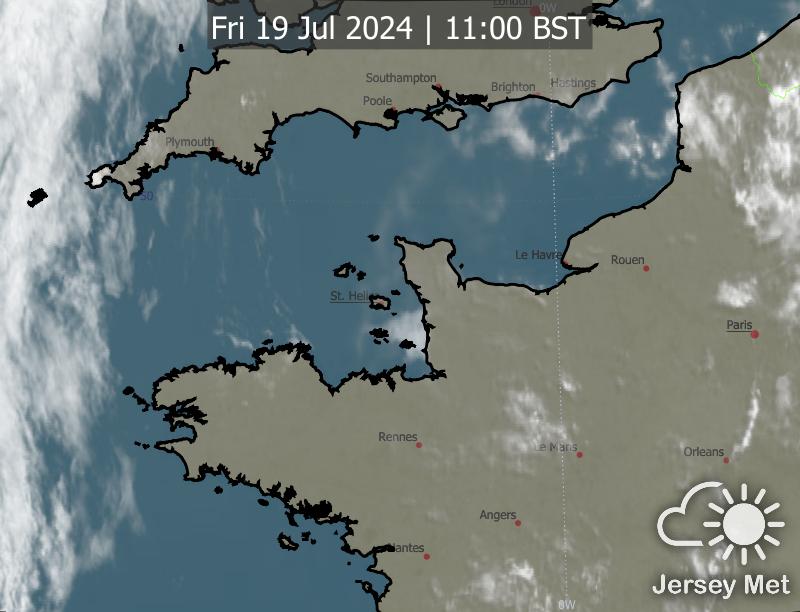 London
0W
Fri 19 Jul 2024 | 11:00 BST
Southampton
Brighton
Hastings
Poole
Plymouth
50
Le Havre
Rouen
St. Helier
Paris
Rennes
Le Mans
Orleans
Angers
Nantes
Jersey Met
0W